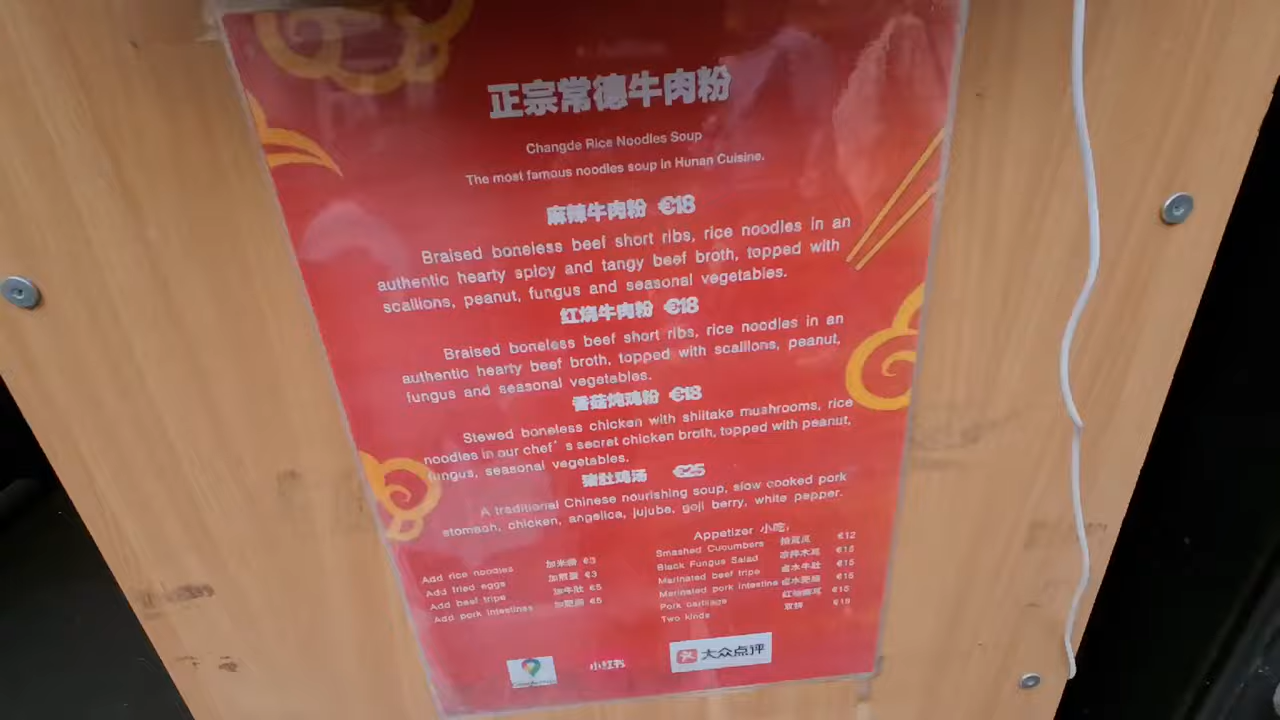 正宗常德牛肉粉
Changde Rice Noodles Soup
The most famous noodles soup in Hunan Cuisine.
麻辣牛肉粉 €18
Braised boneless beef short ribs, rice noodles in an
authentic hearty spicy and tangy beef broth, topped with
scallions, peanut, fungus and seasonal vegetables.
红烧牛肉粉 €18
Braised boneless beef short ribs, rice noodles in an
authentic hearty beef broth, topped with scallions, peanut,
fungus and seasonal vegetables.
香菇炖鸡粉 €18
Stewed boneless chicken with shiitake mushrooms, rice
noodles in our chef's secret chicken broth, topped with peanut,
fungus, seasonal vegetables.
猪肚鸡汤 €25
A traditional Chinese nourishing soup, slow cooked pork
stomach, chicken, angelica, jujube, goji berry, white pepper.
Add rice noodles 加米粉 €3
Add fried eggs 加煎蛋 €3
Add beef tripe 加牛肚 €5
Add pork intestines 加肥肠 €5
Appetizer 小吃:
Smashed Cucumbers €12
Black Fungus Salad 凉拌木耳 €15
Marinated beef tripe 卤水牛肚 €15
Marinated pork intestine 卤水肥肠 €15
Pork cartilage
Two kinds 双拼
小红书
大众点评